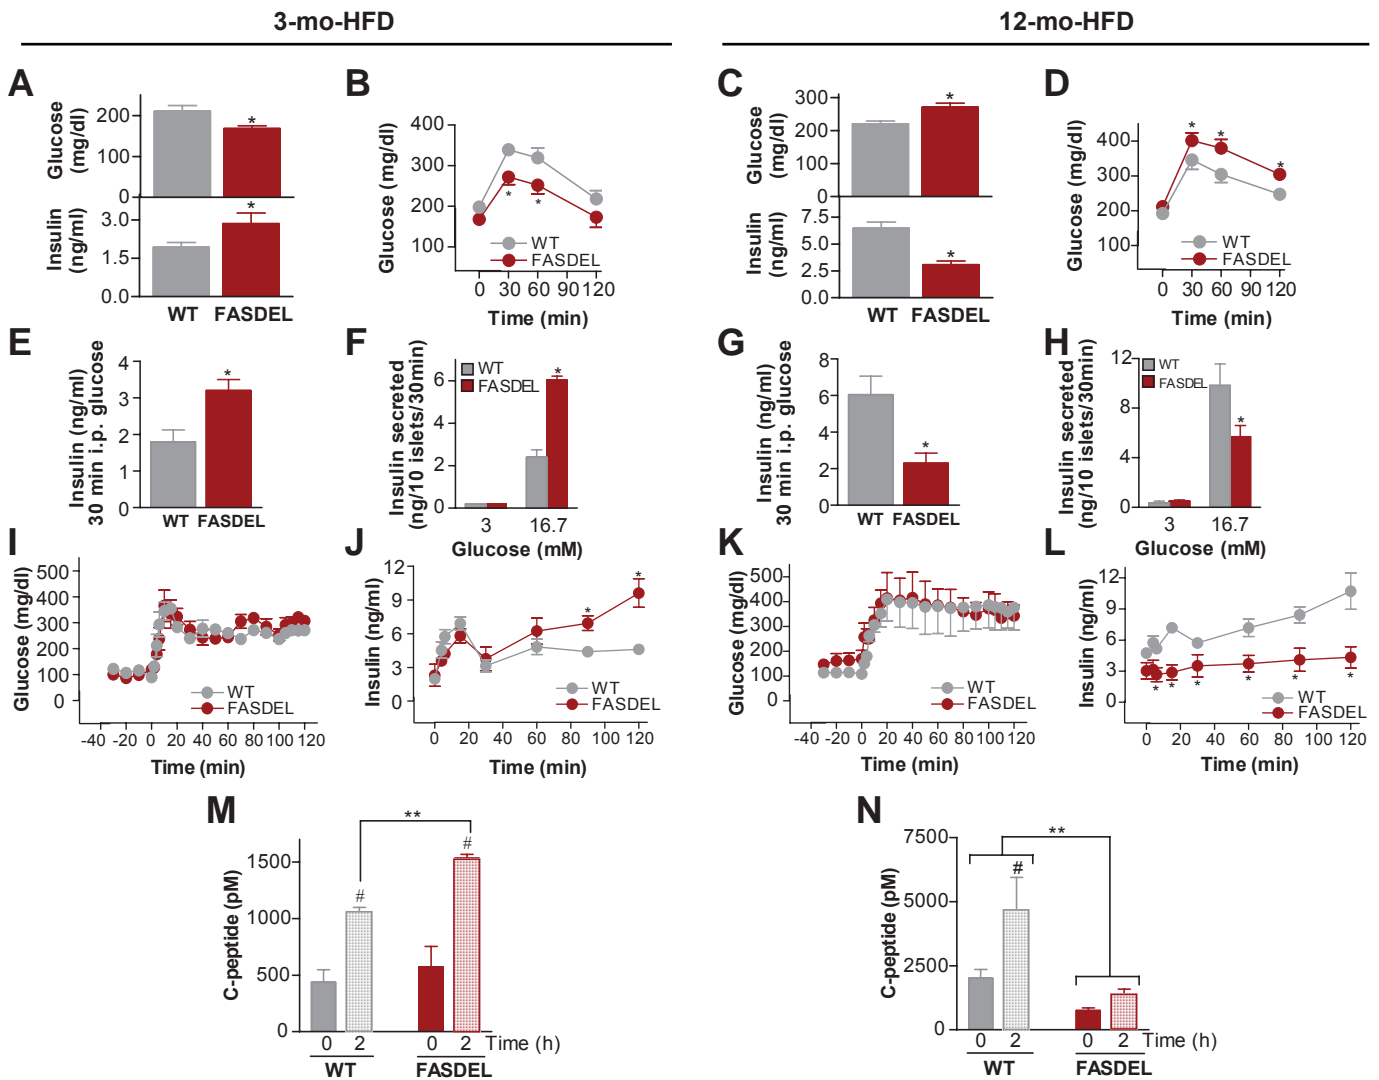 3-mo-HFD
12-mo-HFD
A
Glucose
(mg/dl)
200
100
0
*
Insulin
(ng/ml)
3.0
1.5
0.0
*
WT FASDEL
B
Glucose (mg/dl)
400
300
200
100
* *
WT
FASDEL
0 30 60 90 120
Time (min)
C
Glucose
(mg/dl)
300
200
100
0
*
Insulin
(ng/ml)
7.5
5.0
2.5
0.0
*
WT FASDEL
D
Glucose (mg/dl)
400
300
200
100
* * *
WT
FASDEL
0 30 60 90 120
Time (min)
E
Insulin (ng/ml)
30 min i.p. glucose
4
3
2
1
0
*
WT FASDEL
F
Insulin secreted
(ng/10 islets/30min)
6
4
2
0
WT
FASDEL
*
3 16.7
Glucose (mM)
G
Insulin (ng/ml)
30 min i.p. glucose
8
6
4
2
0
*
WT FASDEL
H
Insulin secreted
(ng/10 islets/30min)
12
8
4
0
WT
FASDEL
*
3 16.7
Glucose (mM)
I
Glucose (mg/dl)
500
400
300
200
100
0
WT
FASDEL
-40 -20 0 20 40 60 80 100 120
Time (min)
J
Insulin (ng/ml)
12
9
6
3
0
* *
WT
FASDEL
0 20 40 60 80 100 120
Time (min)
K
Glucose (mg/dl)
500
400
300
200
100
0
WT
FASDEL
-40 -20 0 20 40 60 80 100 120
Time (min)
L
Insulin (ng/ml)
12
9
6
3
0
* * * * * *
WT
FASDEL
0 20 40 60 80 100 120
Time (min)
M
C-peptide (pM)
1500
1000
500
0
**
# #
0 2 0 2 Time (h)
WT FASDEL
N
C-peptide (pM)
7500
5000
2500
0
**
#
0 2 0 2 Time (h)
WT FASDEL